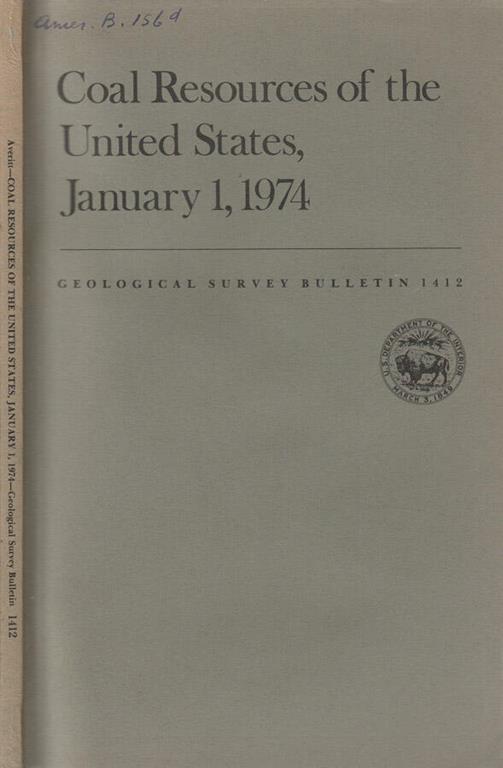 Amer. B. 156d
Coal Resources of the
United States,
January 1, 1974
GEOLOGICAL SURVEY BULLETIN 1412
U.S. DEPARTMENT OF THE INTERIOR
MARCH 3, 1849
Averitt—COAL RESOURCES OF THE UNITED STATES, JANUARY 1, 1974—Geological Survey Bulletin 1412